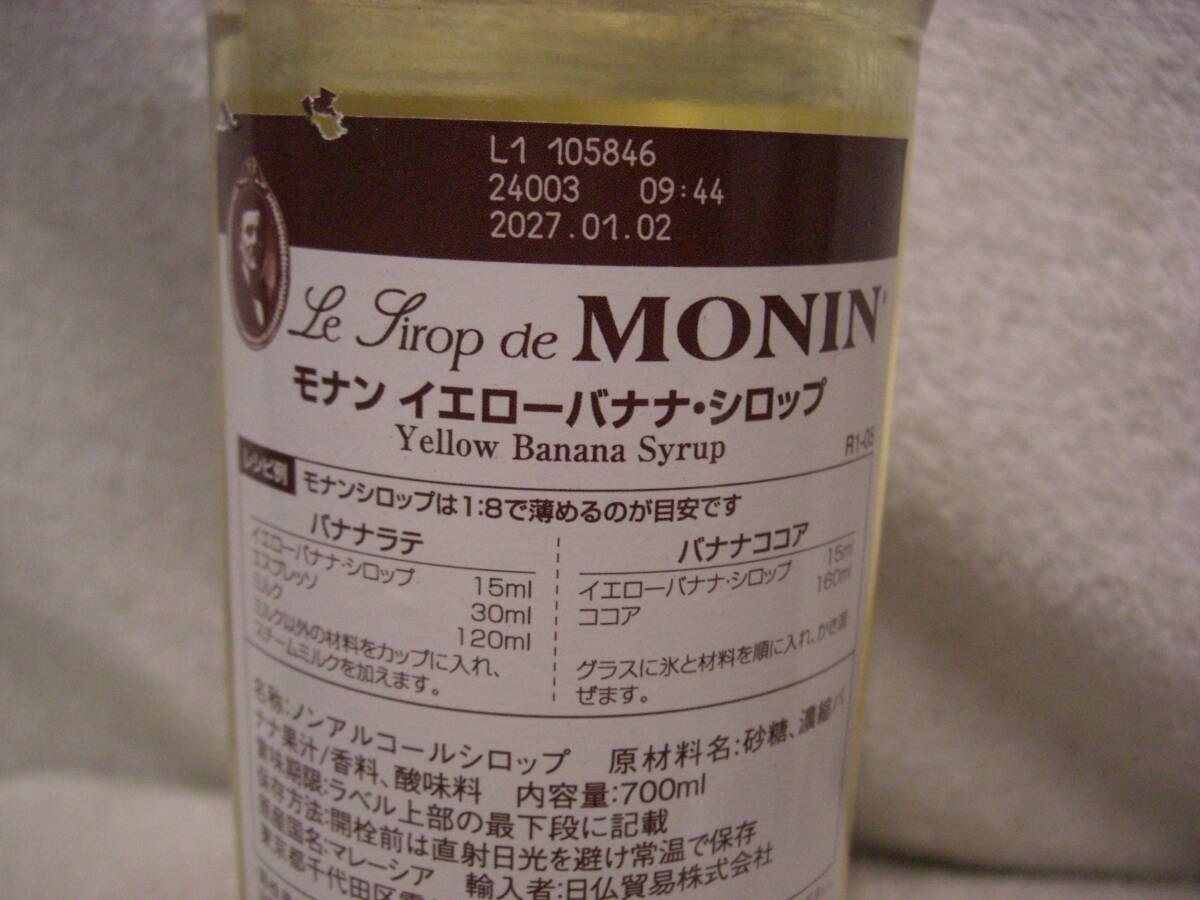 L1 105846
24003 09:44
2027.01.02
Le Sirop de MONIN
モナン イエローバナナ・シロップ
Yellow Banana Syrup
R1-05
レシピ例 モナンシロップは1:8で薄めるのが目安です
バナナラテ
イエローバナナ・シロップ 15ml
エスプレッソ 30ml
ミルク 120ml
ミルク以外の材料をカップに入れ、
スチームミルクを加えます。
バナナココア
イエローバナナ・シロップ 15ml
ココア 160ml
グラスに氷と材料を順に入れ、かき混
ぜます。
名称:ノンアルコールシロップ 原材料名:砂糖、濃縮バ
ナナ果汁/香料、酸味料 内容量:700ml
賞味期限:ラベル上部の最下段に記載
保存方法:開栓前は直射日光を避け常温で保存
原産国名:マレーシア 輸入者:日仏貿易株式会社
東京都千代田区霞